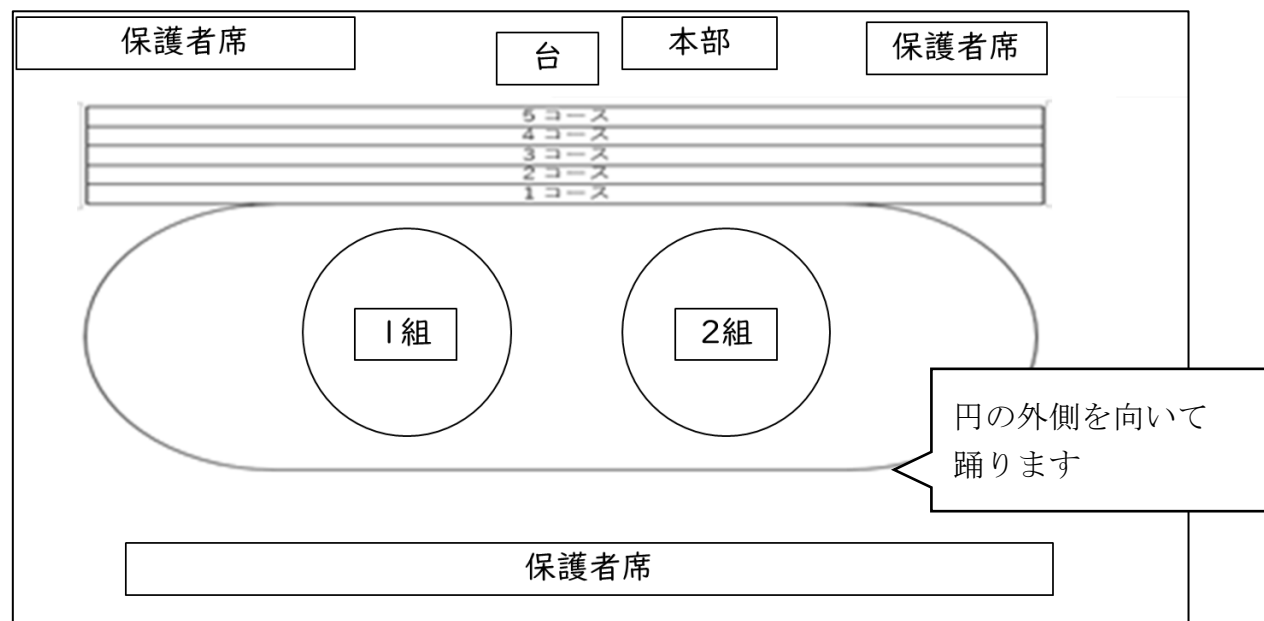 保護者席
台
本部
保護者席
5コース
4コース
3コース
2コース
1コース
1組
2組
円の外側を向いて
踊ります
保護者席